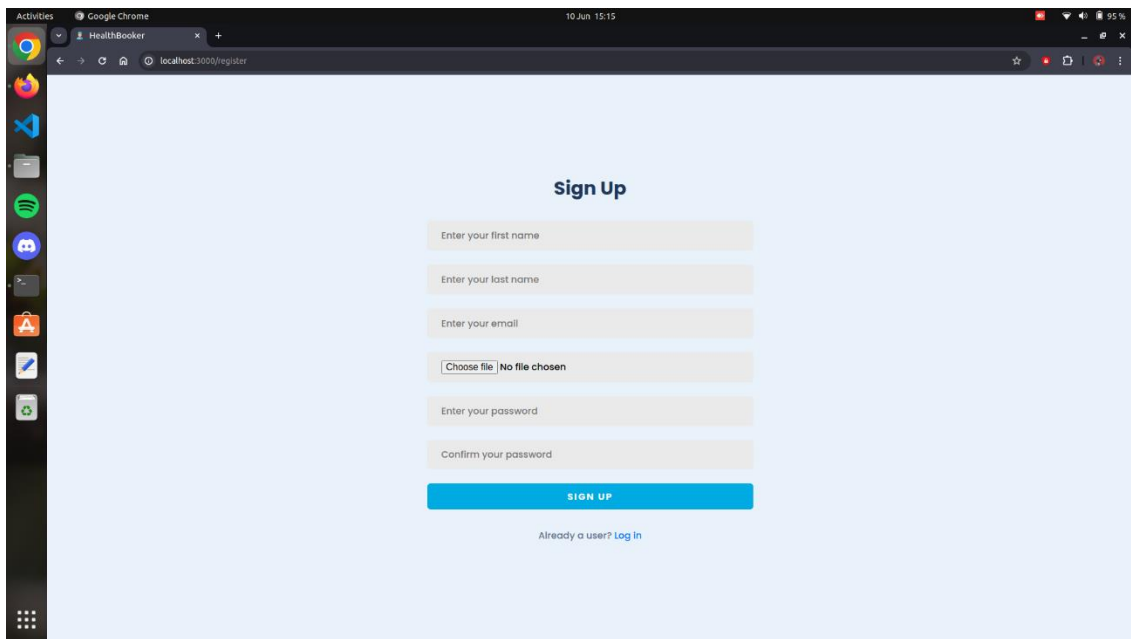 Activities Google Chrome 10 Jun 15:15 95 %
HealthBooker
localhost:3000/register
Sign Up
Enter your first name
Enter your last name
Enter your email
Choose file No file chosen
Enter your password
Confirm your password
SIGN UP
Already a user? Log in